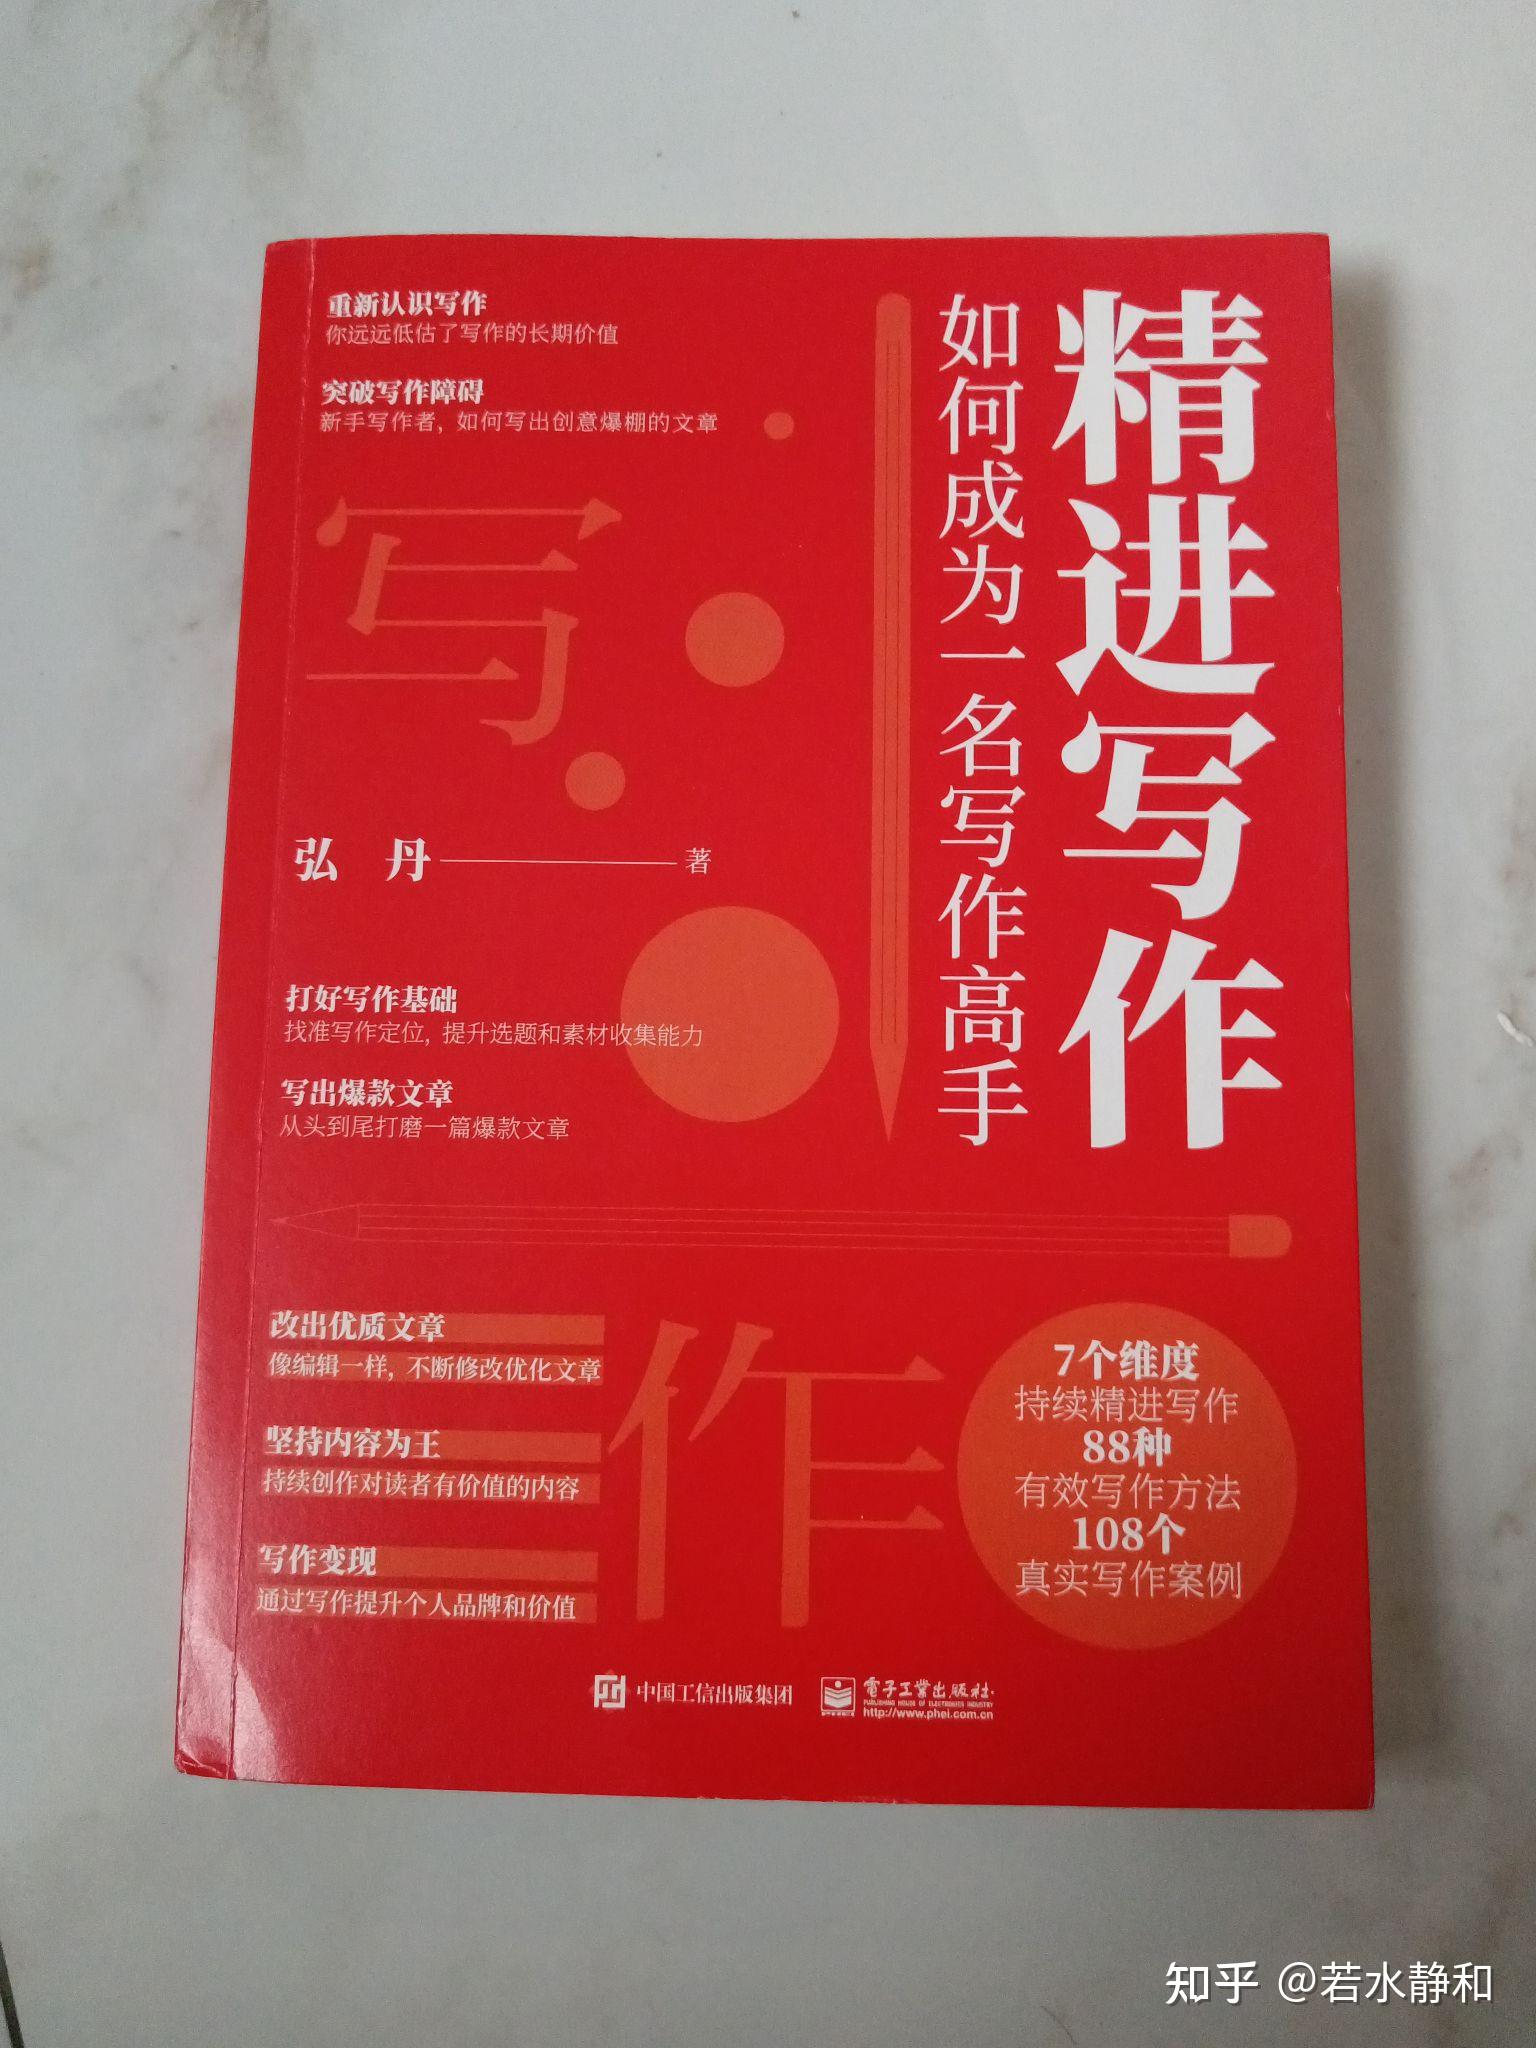 精进写作
如何成为一名写作高手
重新认识写作
你远远低估了写作的长期价值
突破写作障碍
新手写作者，如何写出创意爆棚的文章
写
弘 丹 著
打好写作基础
找准写作定位，提升选题和素材收集能力
写出爆款文章
从头到尾打磨一篇爆款文章
改出优质文章
像编辑一样，不断修改优化文章
坚持内容为王
持续创作对读者有价值的内容
写作变现
通过写作提升个人品牌和价值
作
7个维度
持续精进写作
88种
有效写作方法
108个
真实写作案例
中国工信出版集团
PHEI
電子工業出版社·
PUBLISHING HOUSE OF ELECTRONICS INDUSTRY
http://www.phei.com.cn
知乎 @若水静和